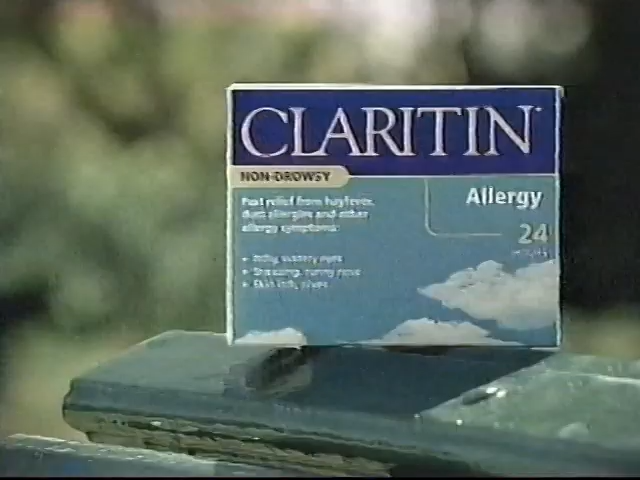 CLARITIN
NON-DROWSY
Allergy
24
HOURS
Fast relief from hayfever,
dust allergies and other
allergy symptoms:
• Itchy, watery eyes
• Sneezing, runny nose
• Skin itch, hives